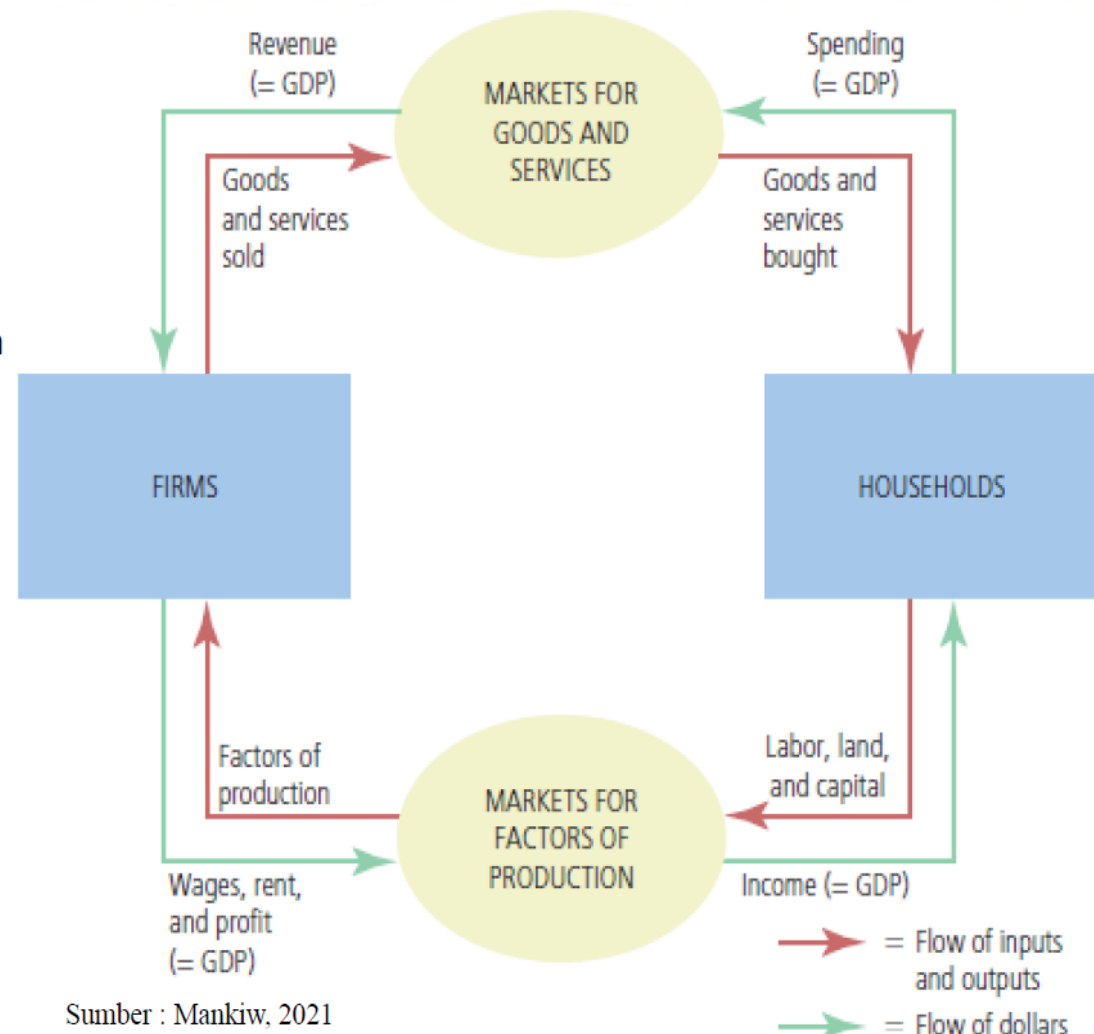 Revenue
(= GDP)
MARKETS FOR
GOODS AND
SERVICES
Spending
(= GDP)
Goods
and services
sold
Goods and
services
bought
FIRMS
HOUSEHOLDS
Factors of
production
MARKETS FOR
FACTORS OF
PRODUCTION
Labor, land,
and capital
Wages, rent,
and profit
(= GDP)
Income (= GDP)
= Flow of inputs
and outputs
= Flow of dollars
Sumber : Mankiw, 2021